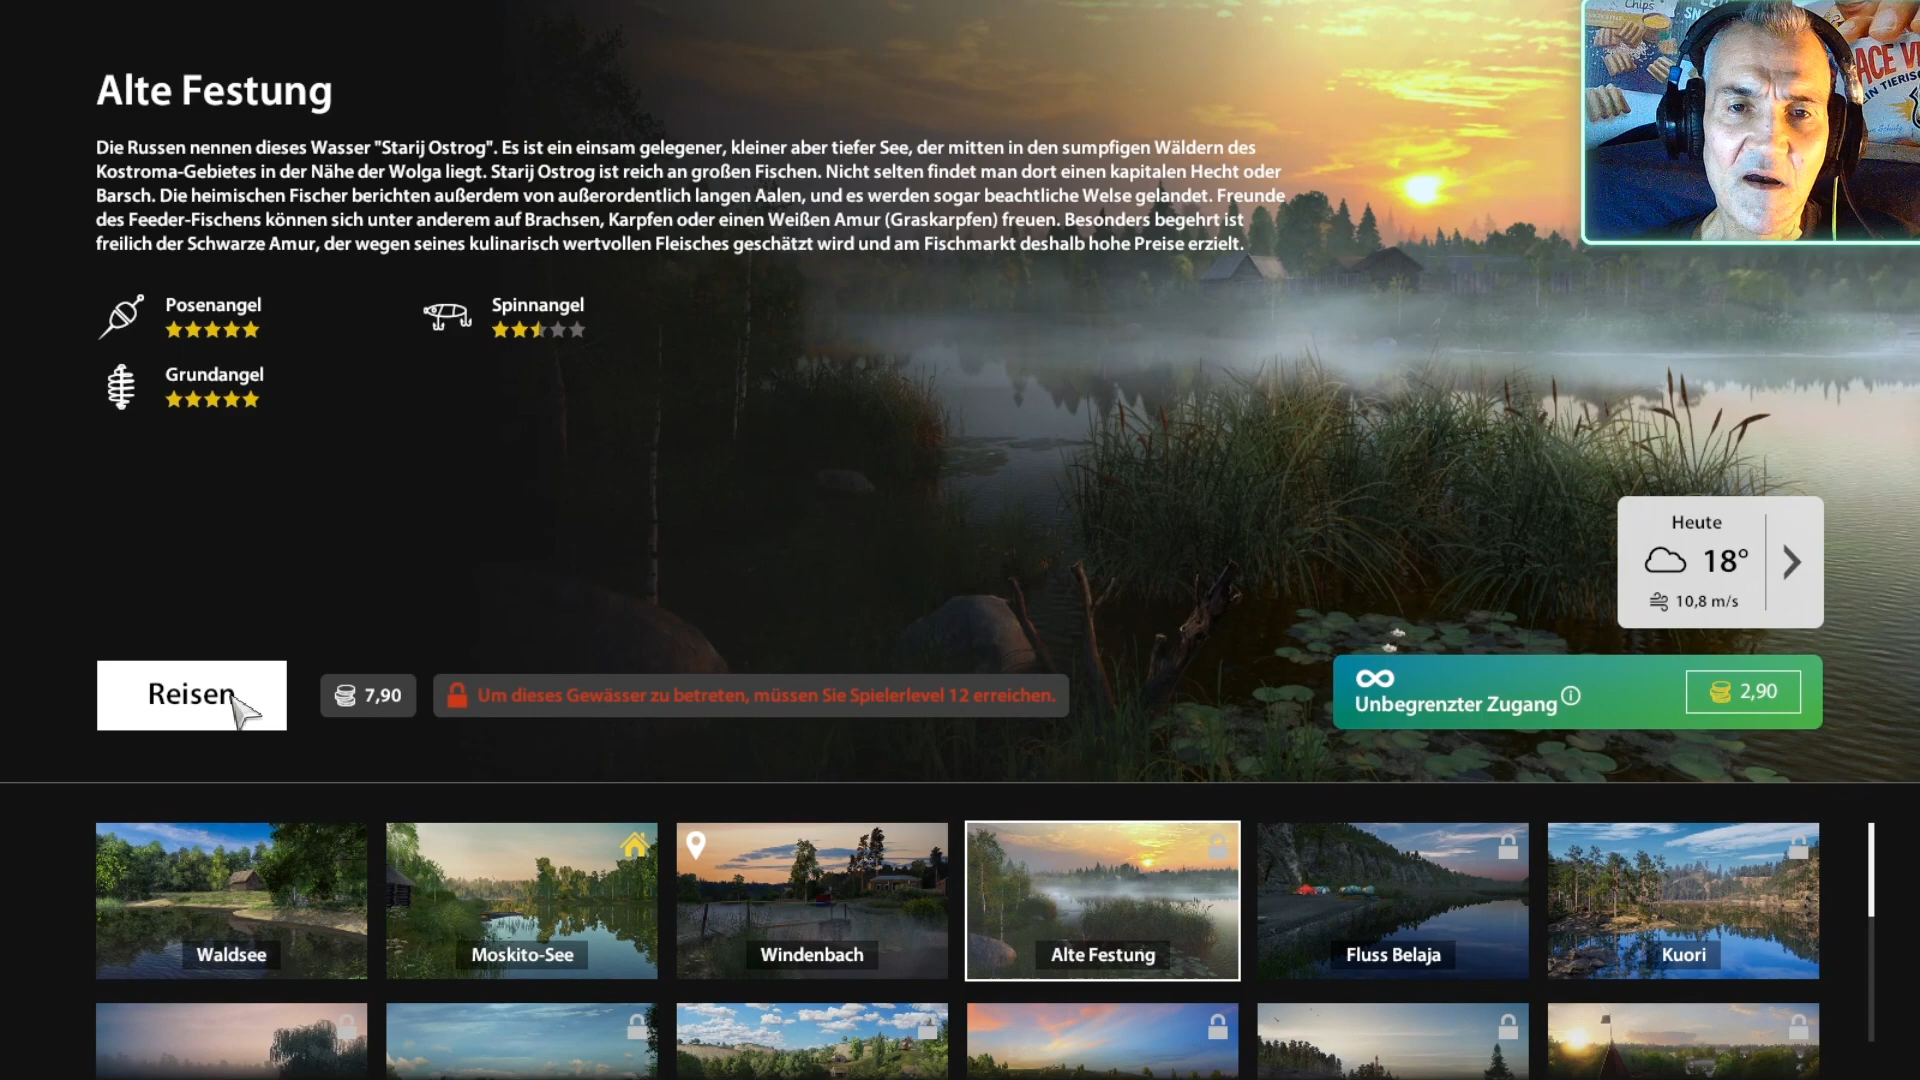 Chips
ACE
TIERIS
Alte Festung
Die Russen nennen dieses Wasser "Starij Ostrog". Es ist ein einsam gelegener, kleiner aber tiefer See, der mitten in den sumpfigen Wäldern des
Kostroma-Gebietes in der Nähe der Wolga liegt. Starij Ostrog ist reich an großen Fischen. Nicht selten findet man dort einen kapitalen Hecht oder
Barsch. Die heimischen Fischer berichten außerdem von außerordentlich langen Aalen, und es werden sogar beachtliche Welse gelandet. Freunde
des Feeder-Fischens können sich unter anderem auf Brachsen, Karpfen oder einen Weißen Amur (Graskarpfen) freuen. Besonders begehrt ist
freilich der Schwarze Amur, der wegen seines kulinarisch wertvollen Fleisches geschätzt wird und am Fischmarkt deshalb hohe Preise erzielt.
Posenangel
Spinnangel
Grundangel
Heute
18°
10,8 m/s
Reisen
7,90
Um dieses Gewässer zu betreten, müssen Sie Spielerlevel 12 erreichen.
Unbegrenzter Zugang
2,90
Waldsee
Moskito-See
Windenbach
Alte Festung
Fluss Belaja
Kuori